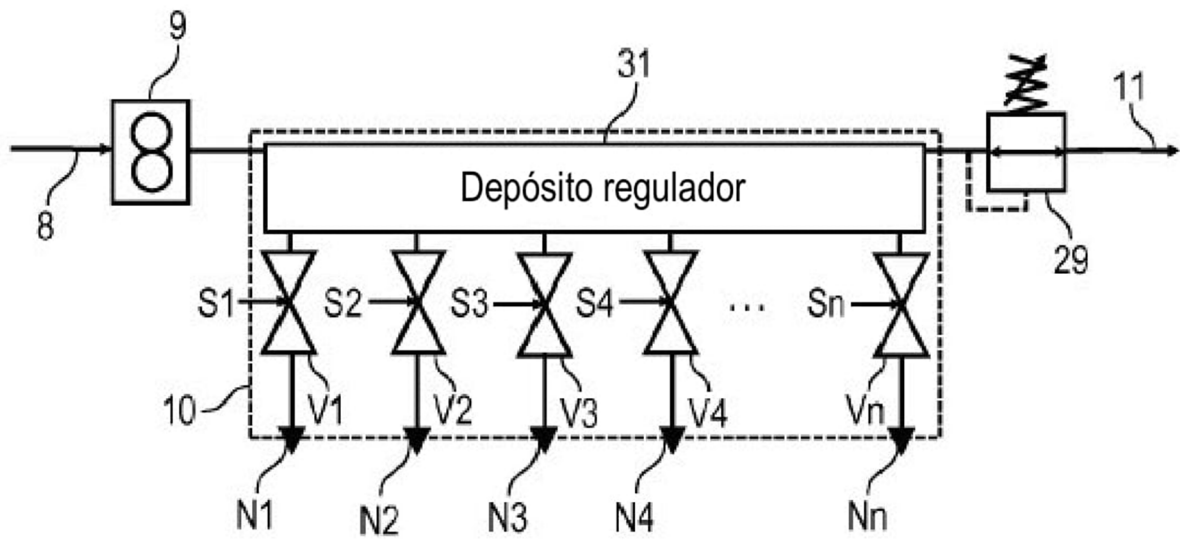 9
31
11
8
Depósito regulador
29
S1
S2
S3
S4
...
Sn
10
V1
V2
V3
V4
Vn
N1
N2
N3
N4
Nn